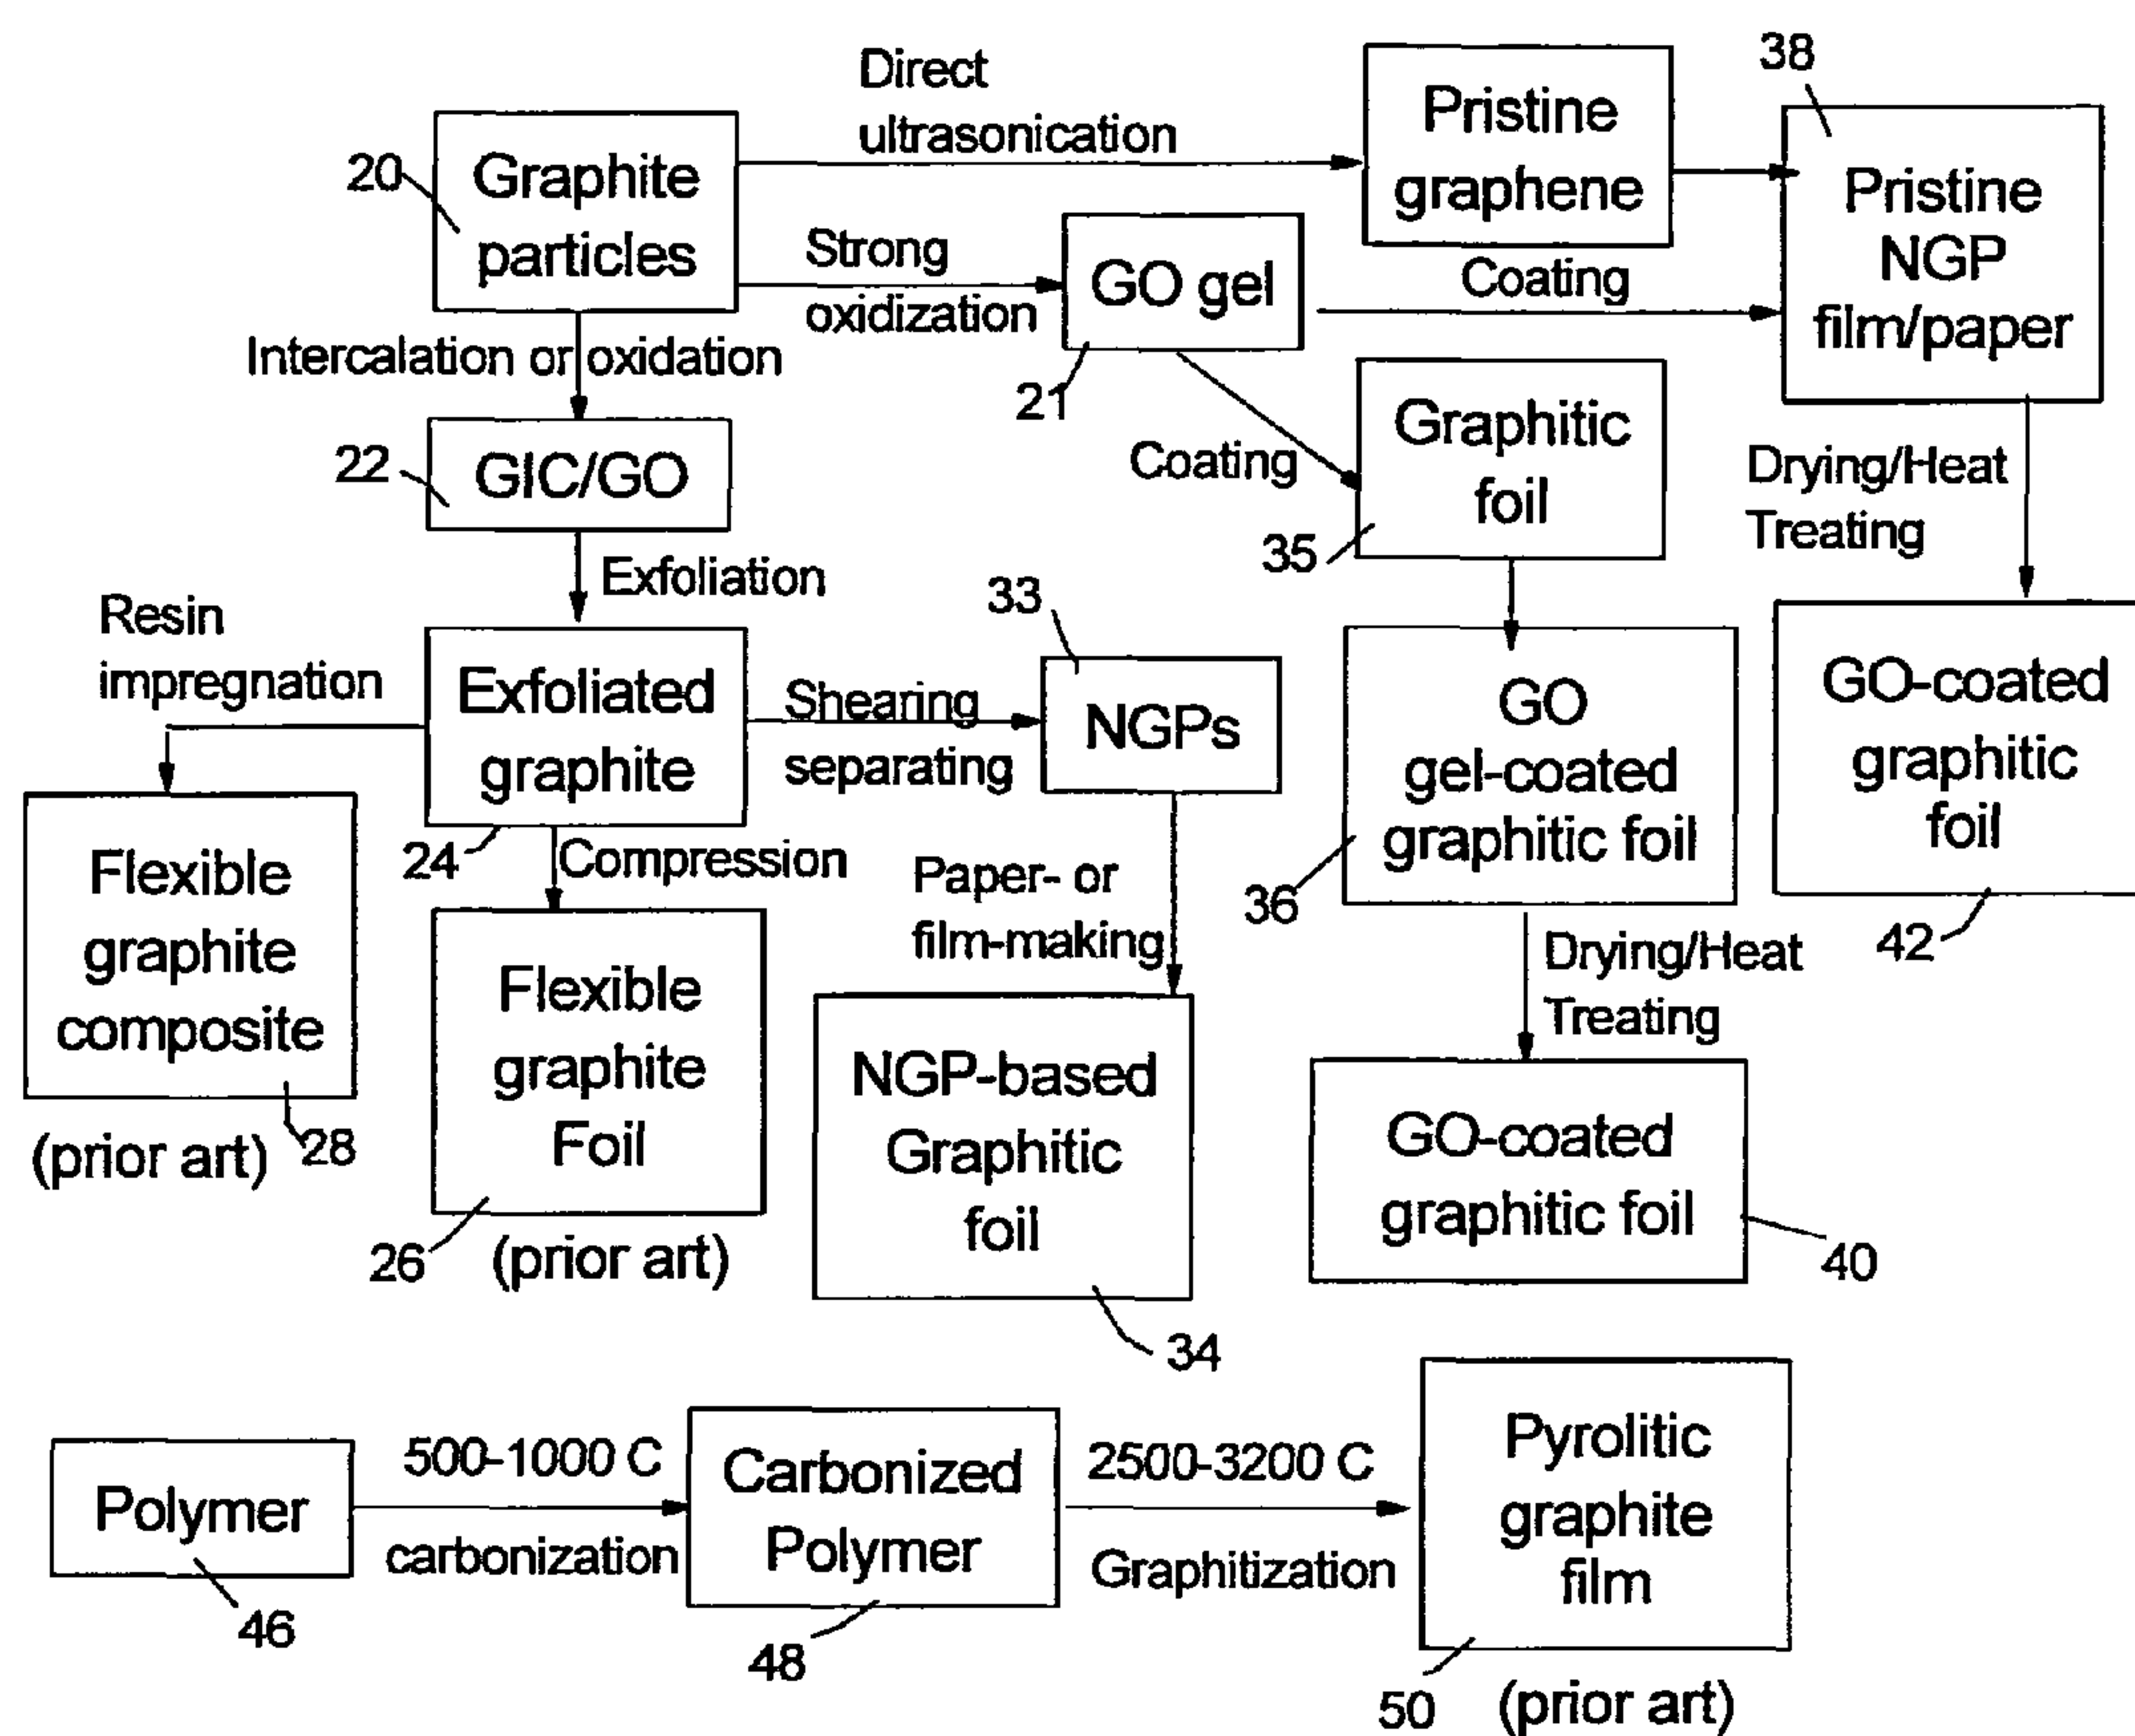 Direct
ultrasonication
Pristine
graphene
38
Pristine
NGP
film/paper
20
Graphite
particles
Strong
oxidization
GO gel
21
Coating
Intercalation or oxidation
22
GIC/GO
Coating
Graphitic
foil
35
Drying/Heat
Treating
Exfoliation
Resin
impregnation
Exfoliated
graphite
24
Shearing
separating
33
NGPs
GO
gel-coated
graphitic foil
36
GO-coated
graphitic
foil
42
Flexible
graphite
composite
(prior art)
28
Compression
Flexible
graphite
Foil
26
(prior art)
Paper- or
film-making
NGP-based
Graphitic
foil
34
Drying/Heat
Treating
GO-coated
graphitic foil
40
Polymer
46
500-1000 C
carbonization
Carbonized
Polymer
48
2500-3200 C
Graphitization
Pyrolitic
graphite
film
50
(prior art)